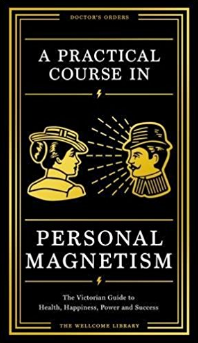 DOCTOR'S ORDERS
A PRACTICAL
COURSE IN
PERSONAL
MAGNETISM
The Victorian Guide to
Health, Happiness, Power and Success
THE WELLCOME LIBRARY